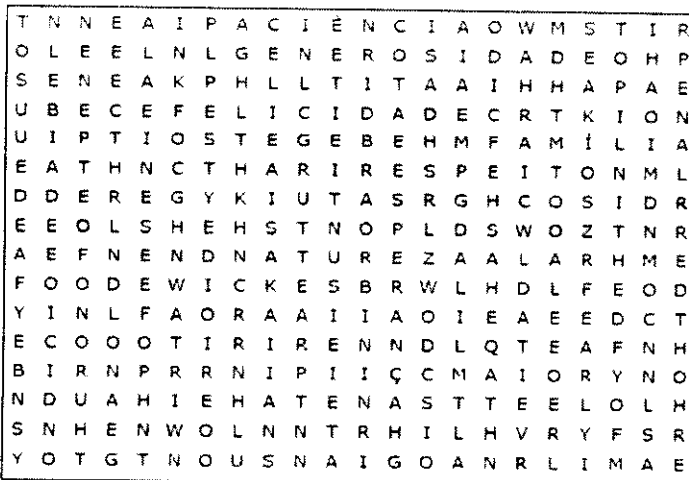 T N N E A I P A C I Ê N C I A O W M S T I R
O L E E L N L G E N E R O S I D A D E O H P
S E N E A K P H L L T I T A A I H H A P A E
U B E C E F E L I C I D A D E C R T K I O N
U I P T I O S T E G E B E H M F A M Í L I A
E A T H N C T H A R I R E S P E I T O N M L
D D E R E G Y K I U T A S R G H C O S I D R
E E O L S H E H S T N O P L D S W O Z T N R
A E F N E N D N A T U R E Z A A L A R H M E
F O O D E W I C K E S B R W L H D L F E O D
Y I N L F A O R A A I I A O I E A E E D C T
E C O O O T I R I R E N N D L Q T E A F N H
B I R N P R R N I P I I Ç C M A I O R Y N O
N D U A H I E H A T E N A S T T E E L O L H
S N H E N W O L N N T R H I L H V R Y F S R
Y O T G T N O U S N A I G O A N R L I M A E